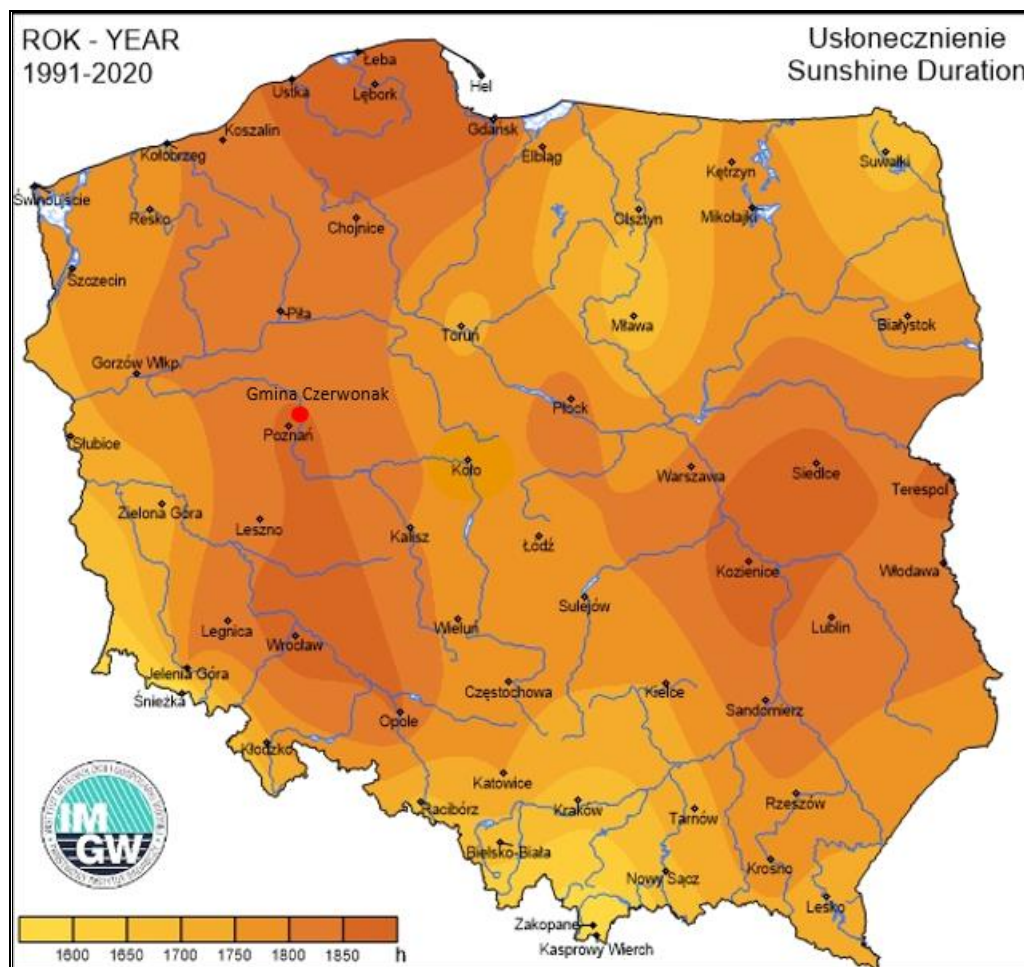 ROK - YEAR
1991-2020
Usłonecznienie
Sunshine Duration
Łeba
Ustka
Lębork
Hel
Koszalin
Gdańsk
Kołobrzeg
Elbląg
Suwałki
Kętrzyn
Świnoujście
Resko
Chojnice
Olsztyn
Mikołajki
Szczecin
Piła
Toruń
Mława
Białystok
Gorzów Wlkp.
Gmina Czerwonak
Płock
Poznań
Słubice
Koło
Warszawa
Siedlce
Terespol
Zielona Góra
Leszno
Kalisz
Łódź
Kozienice
Włodawa
Sulejów
Legnica
Wieluń
Lublin
Wrocław
Jelenia Góra
Śnieżka
Częstochowa
Kielce
Sandomierz
Opole
Kłodzko
Katowice
Racibórz
Kraków
Tarnów
Rzeszów
Bielsko-Biała
Krosno
Nowy Sącz
Lesko
Zakopane
Kasprowy Wierch
IM
GW
1600 1650 1700 1750 1800 1850 h